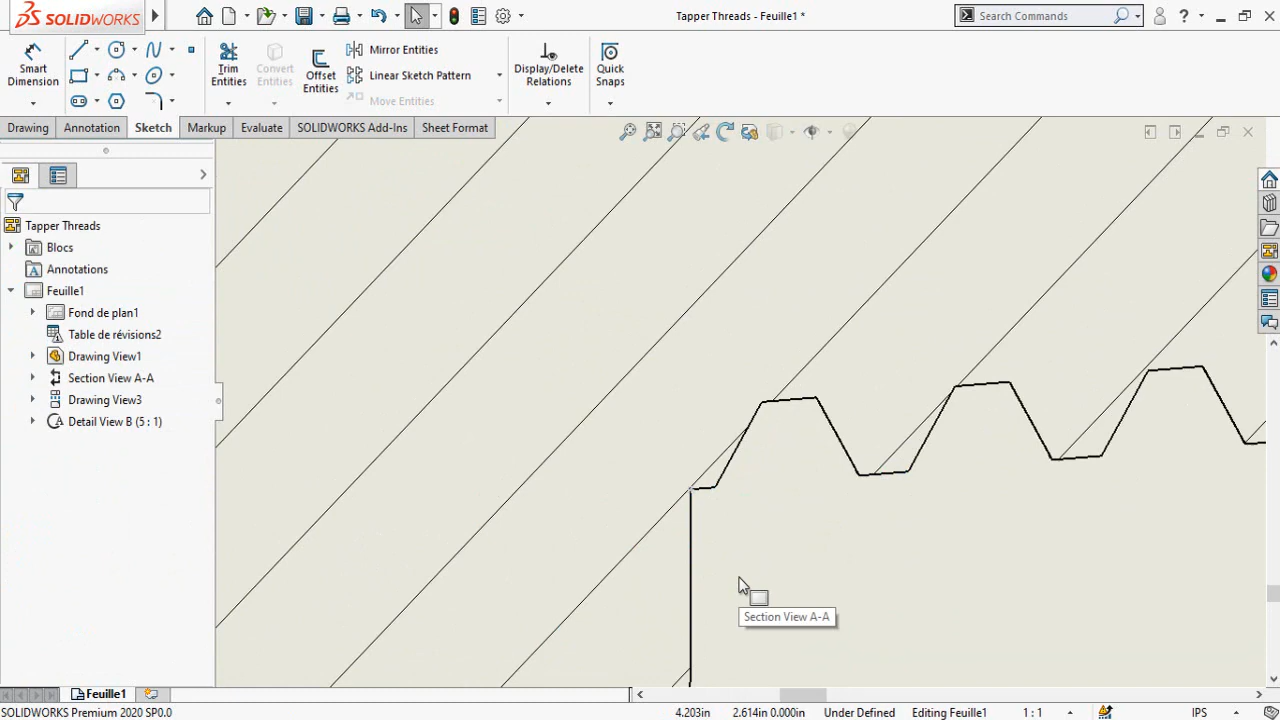 SOLIDWORKS
Tapper Threads - Feuille1 *
Search Commands
Smart Dimension
Trim Entities
Convert Entities
Offset Entities
Mirror Entities
Linear Sketch Pattern
Move Entities
Display/Delete Relations
Quick Snaps
Drawing
Annotation
Sketch
Markup
Evaluate
SOLIDWORKS Add-Ins
Sheet Format
Tapper Threads
Blocs
Annotations
Feuille1
Fond de plan1
Table de révisions2
Drawing View1
Section View A-A
Drawing View3
Detail View B (5 : 1)
Section View A-A
Feuille1
SOLIDWORKS Premium 2020 SP0.0
4.203in
2.614in 0.000in
Under Defined
Editing Feuille1
1 : 1
IPS